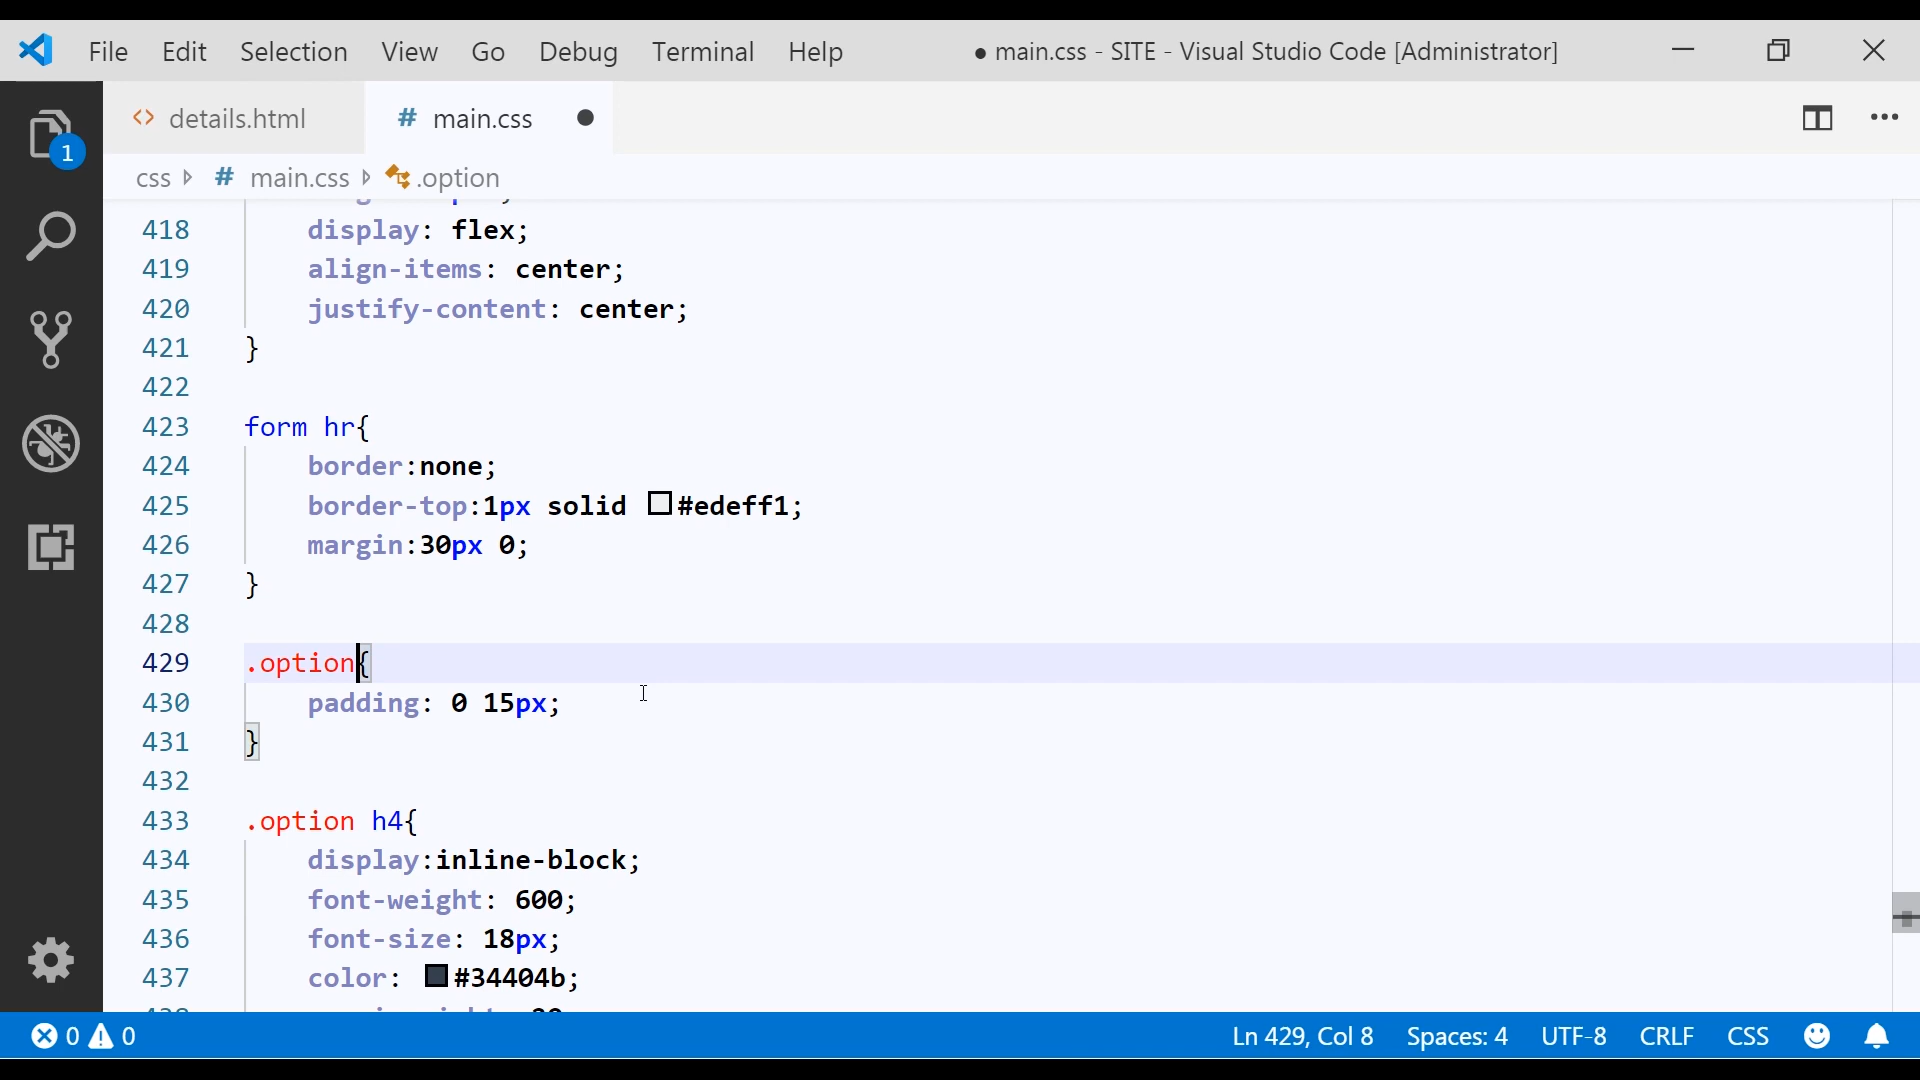 File Edit Selection View Go Debug Terminal Help ● main.css - SITE - Visual Studio Code [Administrator]
1
<> details.html # main.css ●
css # main.css .option
418 display: flex;
419 align-items: center;
420 justify-content: center;
421 }
422
423 form hr{
424 border:none;
425 border-top:1px solid #edeff1;
426 margin:30px 0;
427 }
428
429 .option{
430 padding: 0 15px;
431 }
432
433 .option h4{
434 display:inline-block;
435 font-weight: 600;
436 font-size: 18px;
437 color: #34404b;
0 0 Ln 429, Col 8 Spaces: 4 UTF-8 CRLF CSS